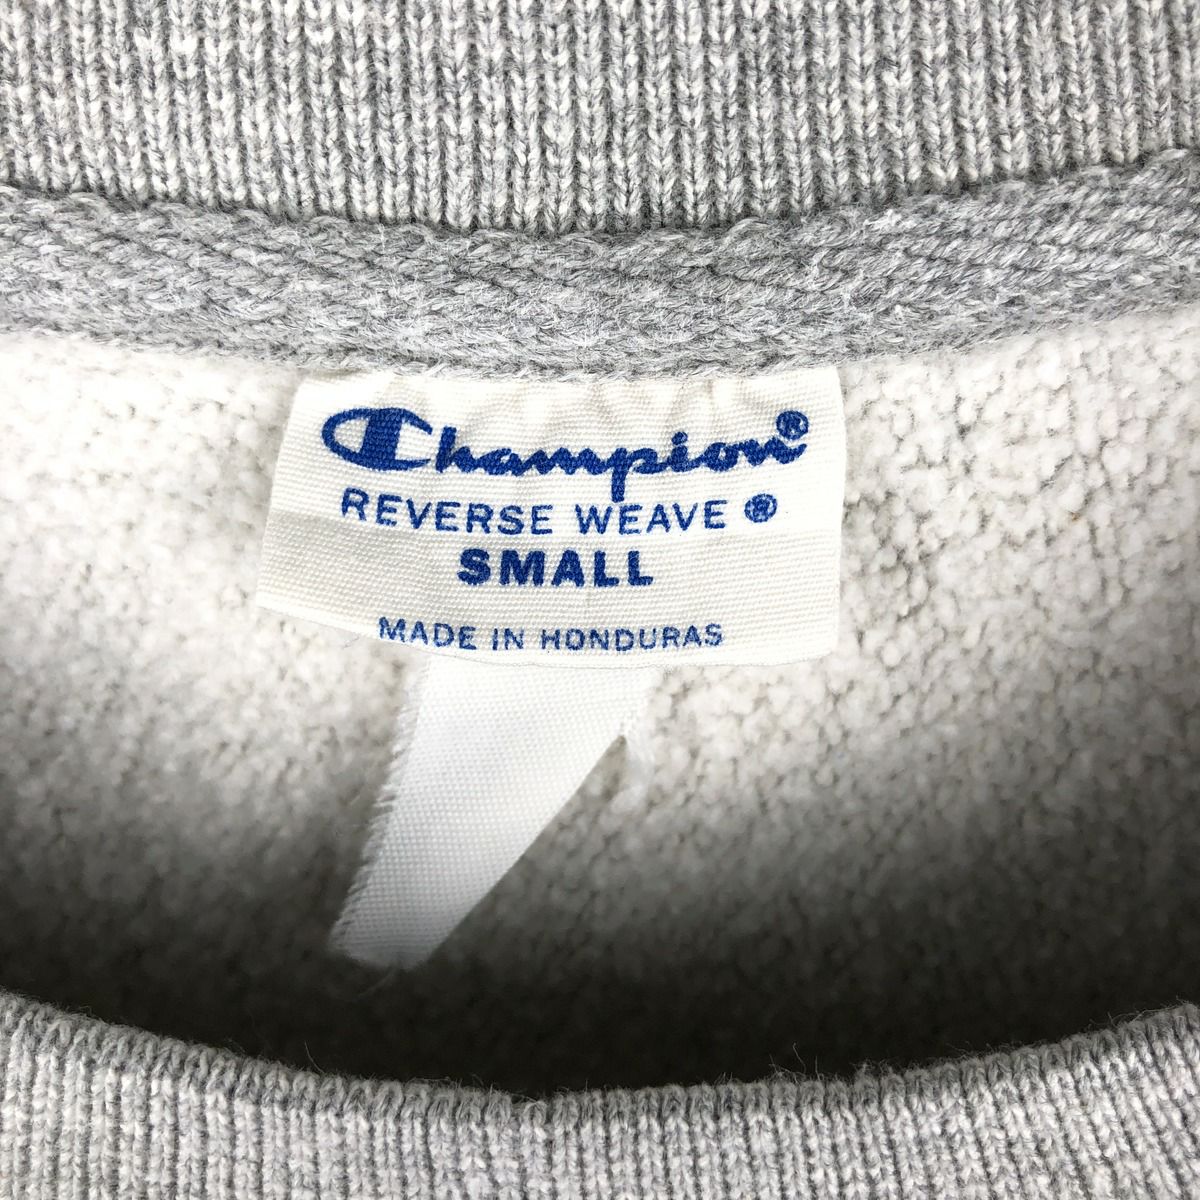 Champion®
REVERSE WEAVE ®
SMALL
MADE IN HONDURAS